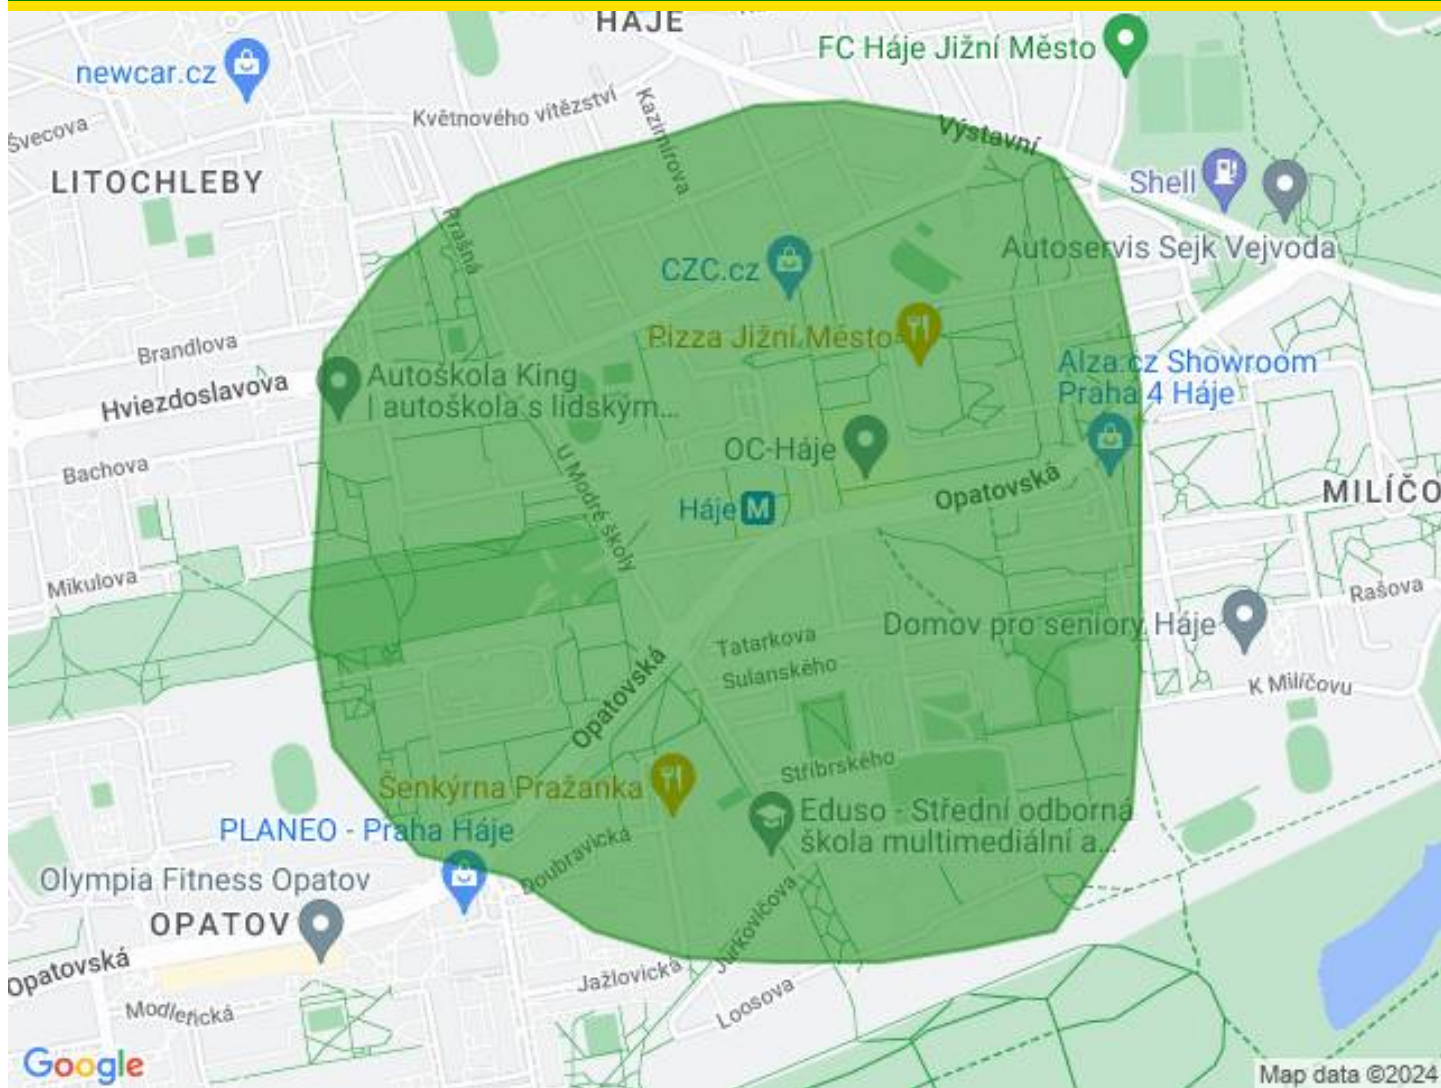 HÁJE
FC Háje Jižní Město
newcar.cz
Květnového vítězství
Kazimírova
Švecova
Výstavní
LITOCHLEBY
Shell
Prašná
Autoservis Sejk Vejvoda
CZC.cz
Pizza Jižní Město
Brandlova
Alza.cz Showroom
Praha 4 Háje
Hviezdoslavova
Autoškola King
| autoškola s lidským...
OC-Háje
Bachova
U Modré školy
Opatovská
MILÍČO
Háje M
Mikulova
Rašova
Domov pro seniory Háje
Tatarkova
Sulanského
K Milíčovu
Opatovská
Stříbrského
Šenkýrna Pražanka
Eduso - Střední odborná
škola multimediální a...
PLANEO - Praha Háje
Doubravická
Olympia Fitness Opatov
OPATOV
Jurkovičova
Opatovská
Jažlovická
Loosova
Modletická
Google
Map data ©2024